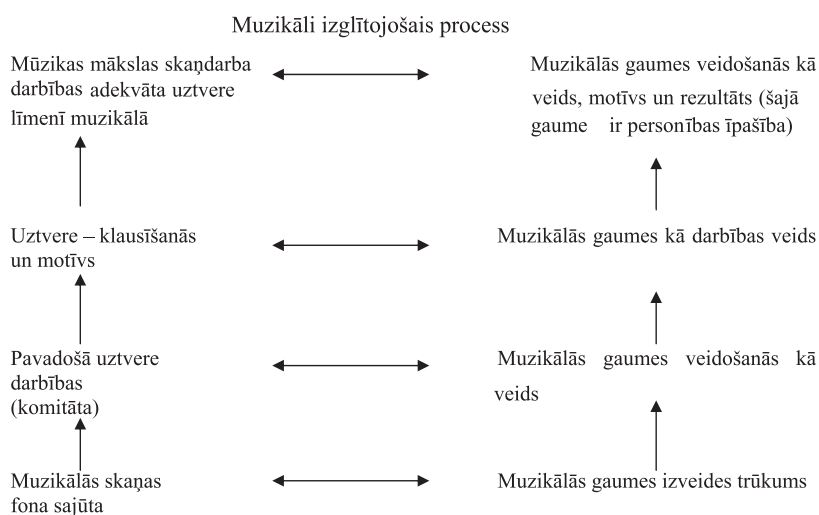 Muzikāli izglītojošais process
Mūzikas mākslas skaņdarba
darbības adekvāta uztvere
līmenī muzikālā
Muzikālās gaumes veidošanās kā
veids, motīvs un rezultāts (šajā
gaume ir personības īpašība)
Uztvere – klausīšanās
un motīvs
Muzikālās gaumes kā darbības veids
Pavadošā uztvere
darbības
(komitāta)
Muzikālās gaumes veidošanās kā
veids
Muzikālās skaņas
fona sajūta
Muzikālās gaumes izveides trūkums